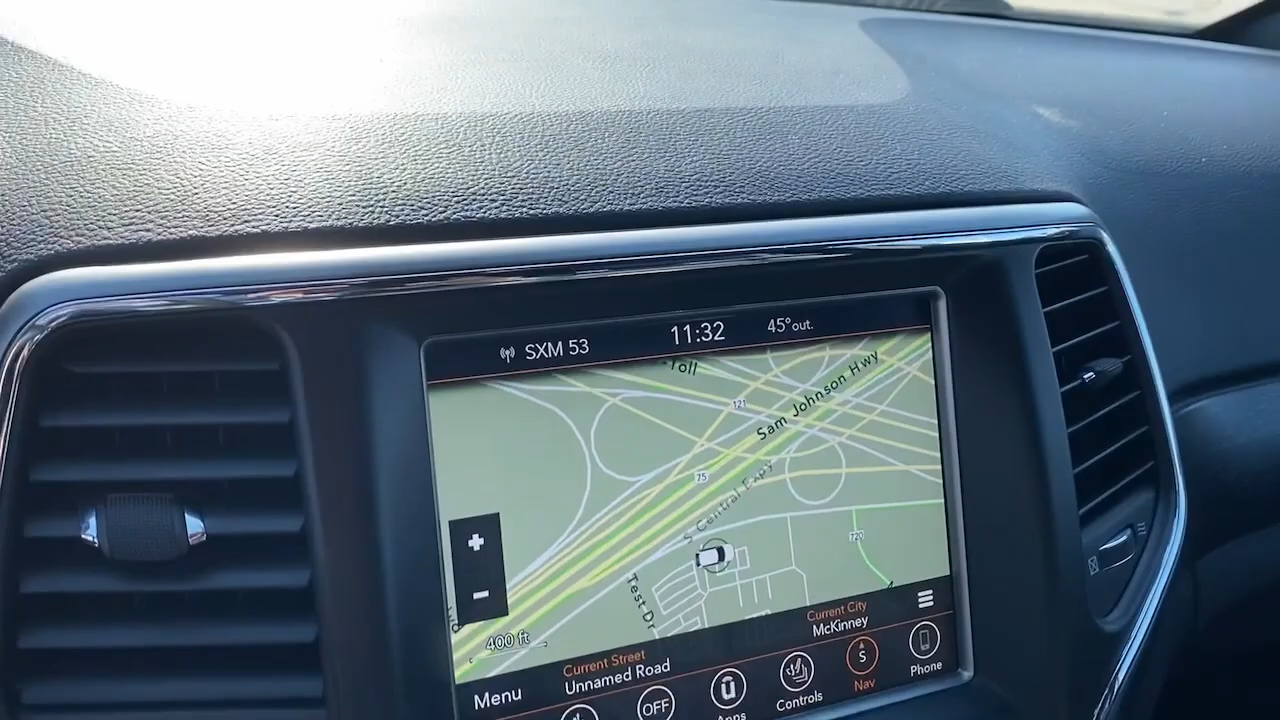 SXM 53
11:32
45° out.
Toll
121
Sam Johnson Hwy
75
S Central Expy
720
Test Dr
+
-
400 ft
Current City
McKinney
Current Street
Unnamed Road
Menu
OFF
Apps
Controls
S
Nav
Phone